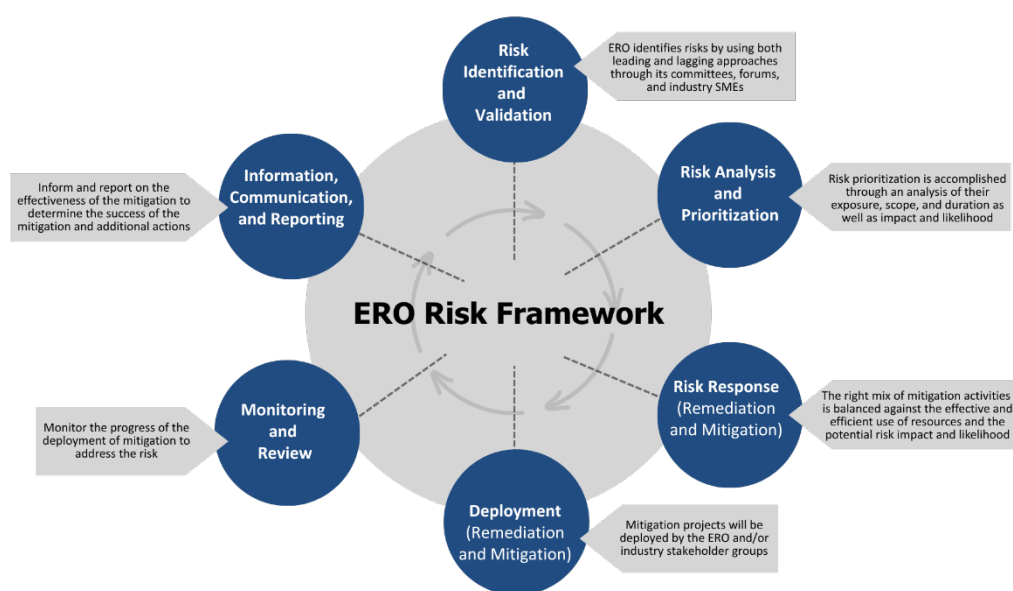 Risk
Identification
and
Validation
ERO identifies risks by using both
leading and lagging approaches
through its committees, forums,
and industry SMEs
Risk Analysis
and
Prioritization
Risk prioritization is accomplished
through an analysis of their
exposure, scope, and duration as
well as impact and likelihood
Risk Response
(Remediation
and Mitigation)
The right mix of mitigation activities
is balanced against the effective and
efficient use of resources and the
potential risk impact and likelihood
Deployment
(Remediation
and Mitigation)
Mitigation projects will be
deployed by the ERO and/or
industry stakeholder groups
Monitoring
and
Review
Monitor the progress of the
deployment of mitigation to
address the risk
Information,
Communication,
and Reporting
Inform and report on the
effectiveness of the mitigation to
determine the success of the
mitigation and additional actions
ERO Risk Framework